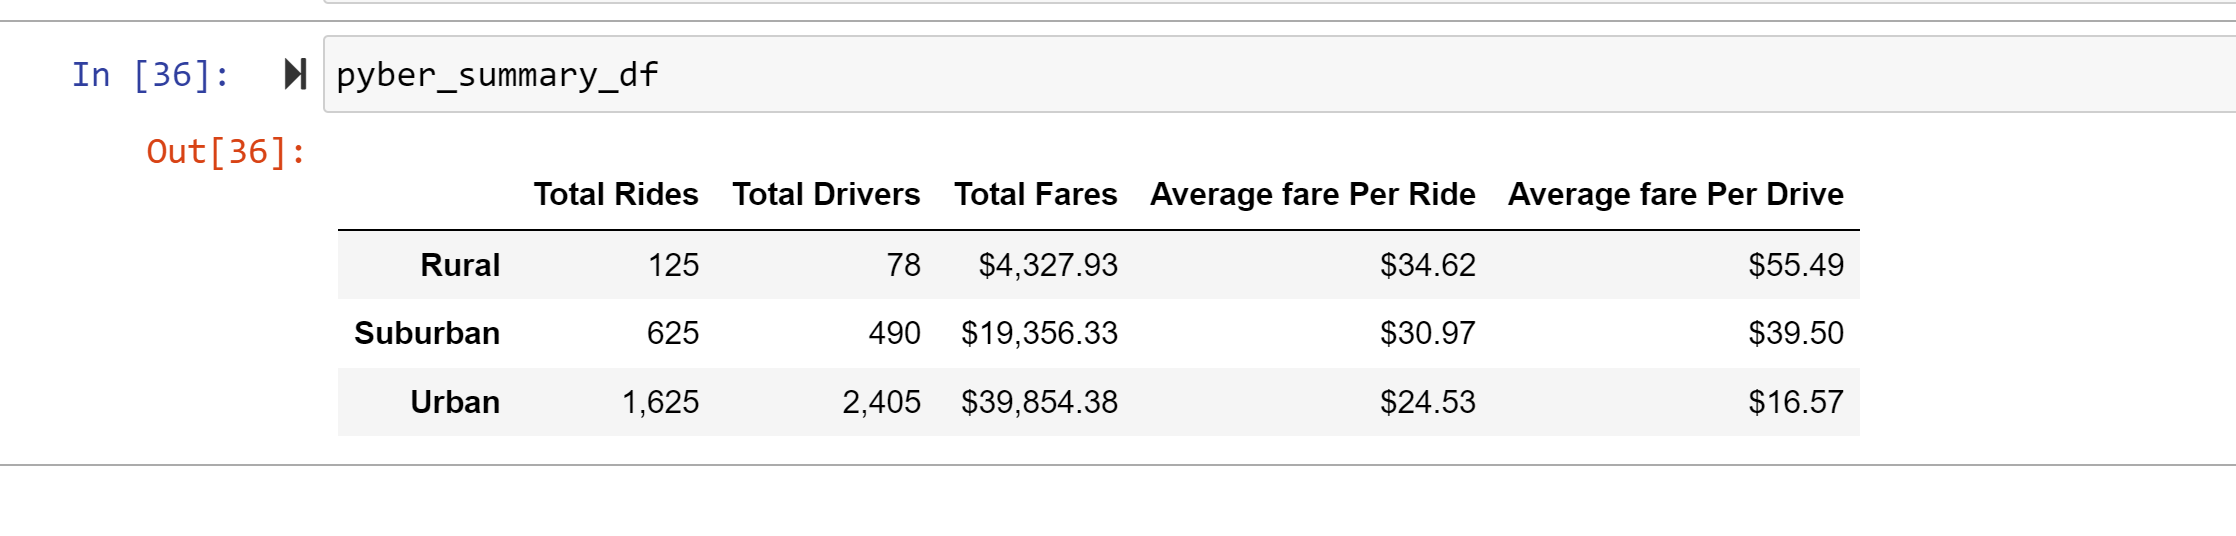 In [36]: pyber_summary_df
Out[36]:
Total Rides Total Drivers Total Fares Average fare Per Ride Average fare Per Drive
Rural 125 78 $4,327.93 $34.62 $55.49
Suburban 625 490 $19,356.33 $30.97 $39.50
Urban 1,625 2,405 $39,854.38 $24.53 $16.57